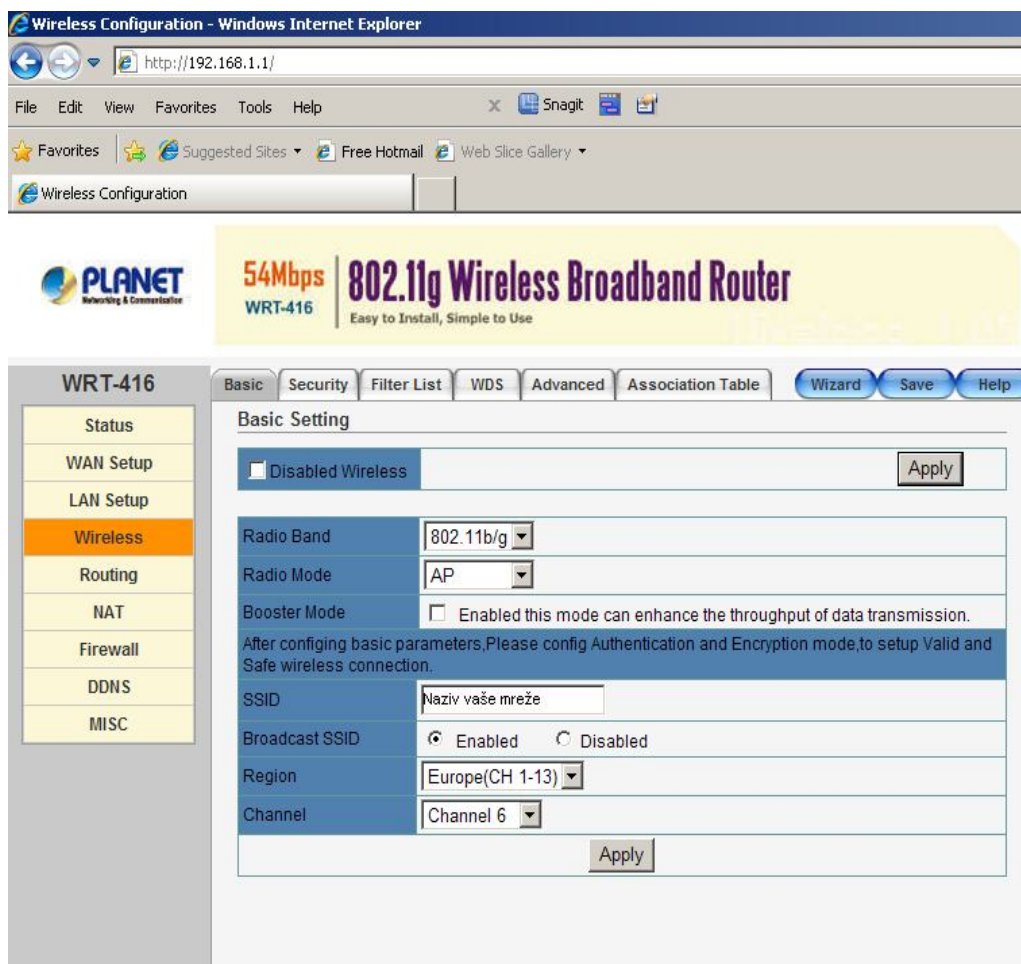 Wireless Configuration - Windows Internet Explorer
http://192.168.1.1/
File Edit View Favorites Tools Help x Snagit
Favorites Suggested Sites Free Hotmail Web Slice Gallery
Wireless Configuration
PLANET
Networking & Communication
54Mbps
WRT-416
802.11g Wireless Broadband Router
Easy to Install, Simple to Use
WRT-416
Basic Security Filter List WDS Advanced Association Table Wizard Save Help
Status
WAN Setup
LAN Setup
Wireless
Routing
NAT
Firewall
DDNS
MISC
Basic Setting
Disabled Wireless Apply
Radio Band 802.11b/g
Radio Mode AP
Booster Mode Enabled this mode can enhance the throughput of data transmission.
After configing basic parameters,Please config Authentication and Encryption mode,to setup Valid and
Safe wireless connection.
SSID Naziv vaše mreže
Broadcast SSID Enabled Disabled
Region Europe(CH 1-13)
Channel Channel 6
Apply